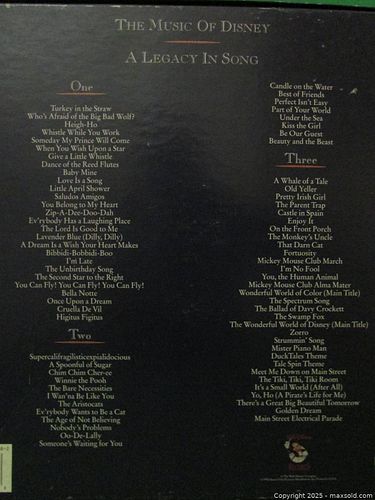 THE MUSIC OF DISNEY
A LEGACY IN SONG
One
Turkey in the Straw
Who's Afraid of the Big Bad Wolf?
Heigh-Ho
Whistle While You Work
Someday My Prince Will Come
When You Wish Upon a Star
Give a Little Whistle
Dance of the Reed Flutes
Baby Mine
Love Is a Song
Little April Shower
Saludos Amigos
You Belong to My Heart
Zip-A-Dee-Doo-Dah
Ev'rybody Has a Laughing Place
The Lord Is Good to Me
Lavender Blue (Dilly, Dilly)
A Dream Is a Wish Your Heart Makes
Bibbidi-Bobbidi-Boo
I'm Late
The Unbirthday Song
The Second Star to the Right
You Can Fly! You Can Fly! You Can Fly!
Bella Notte
Once Upon a Dream
Cruella De Vil
Higitus Figitus
Two
Supercalifragilisticexpialidocious
A Spoonful of Sugar
Chim Chim Cher-ee
Winnie the Pooh
The Bare Necessities
I Wan'na Be Like You
The Aristocats
Ev'rybody Wants to Be a Cat
The Age of Not Believing
Nobody's Problems
Oo-De-Lally
Someone's Waiting for You
Candle on the Water
Best of Friends
Perfect Isn't Easy
Part of Your World
Under the Sea
Kiss the Girl
Be Our Guest
Beauty and the Beast
Three
A Whale of a Tale
Old Yeller
Pretty Irish Girl
The Parent Trap
Castle in Spain
Enjoy It
On the Front Porch
The Monkey's Uncle
That Darn Cat
Fortuosity
Mickey Mouse Club March
I'm No Fool
You, the Human Animal
Mickey Mouse Club Alma Mater
Wonderful World of Color (Main Title)
The Spectrum Song
The Ballad of Davy Crockett
The Swamp Fox
The Wonderful World of Disney (Main Title)
Zorro
Strummin' Song
Mister Piano Man
DuckTales Theme
Tale Spin Theme
Meet Me Down on Main Street
The Tiki, Tiki, Tiki Room
It's a Small World (After All)
Yo, Ho (A Pirate's Life for Me)
There's a Great Big Beautiful Tomorrow
Golden Dream
Main Street Electrical Parade
Copyright 2025 - maxsold.com